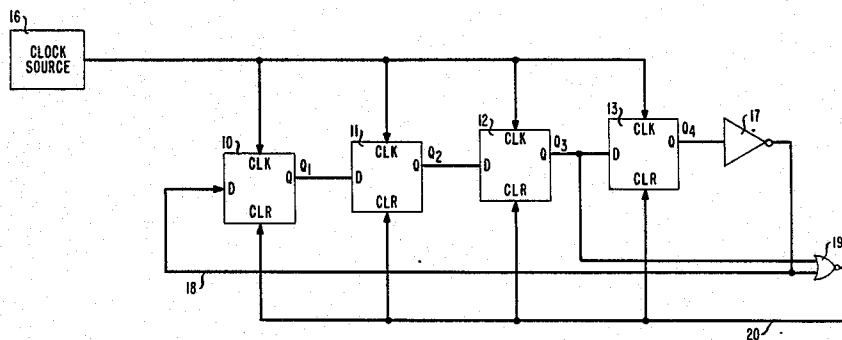 16
CLOCK
SOURCE
10
CLK
D
Q
Q1
CLR
11
CLK
D
Q
Q2
CLR
12
CLK
D
Q
Q3
CLR
13
CLK
D
Q
Q4
CLR
17
18
19
20